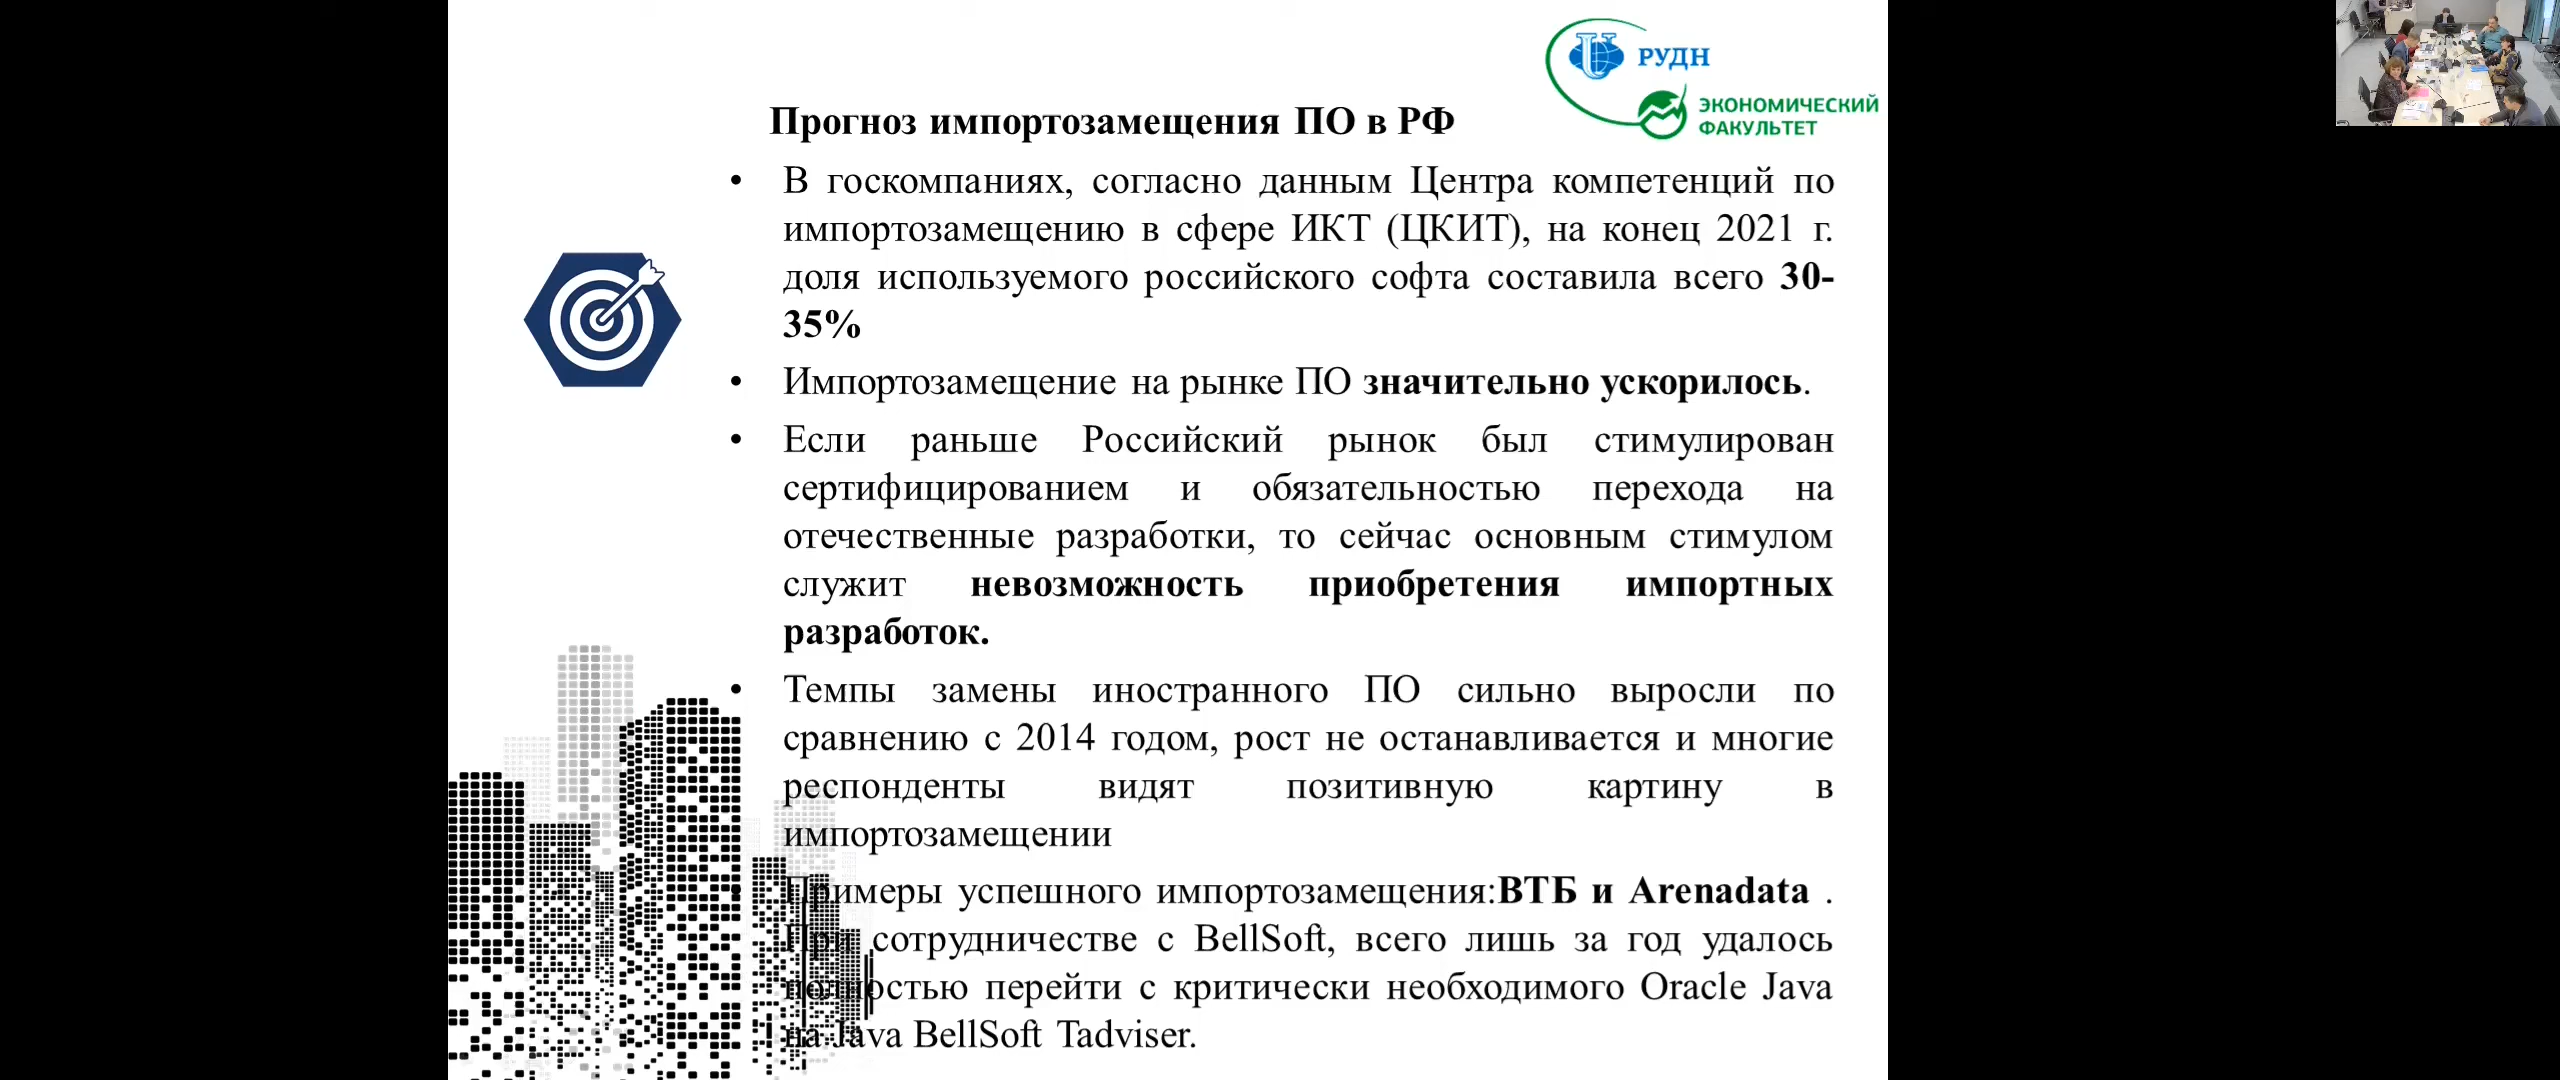 РУДН
ЭКОНОМИЧЕСКИЙ
ФАКУЛЬТЕТ
Прогноз импортозамещения ПО в РФ
• В госкомпаниях, согласно данным Центра компетенций по
импортозамещению в сфере ИКТ (ЦКИТ), на конец 2021 г.
доля используемого российского софта составила всего 30-
35%
• Импортозамещение на рынке ПО значительно ускорилось.
• Если раньше Российский рынок был стимулирован
сертифицированием и обязательностью перехода на
отечественные разработки, то сейчас основным стимулом
служит невозможность приобретения импортных
разработок.
• Темпы замены иностранного ПО сильно выросли по
сравнению с 2014 годом, рост не останавливается и многие
респонденты видят позитивную картину в
импортозамещении
• Примеры успешного импортозамещения:ВТБ и Arenadata .
При сотрудничестве с BellSoft, всего лишь за год удалось
полностью перейти с критически необходимого Oracle Java
на Java BellSoft Tadviser.